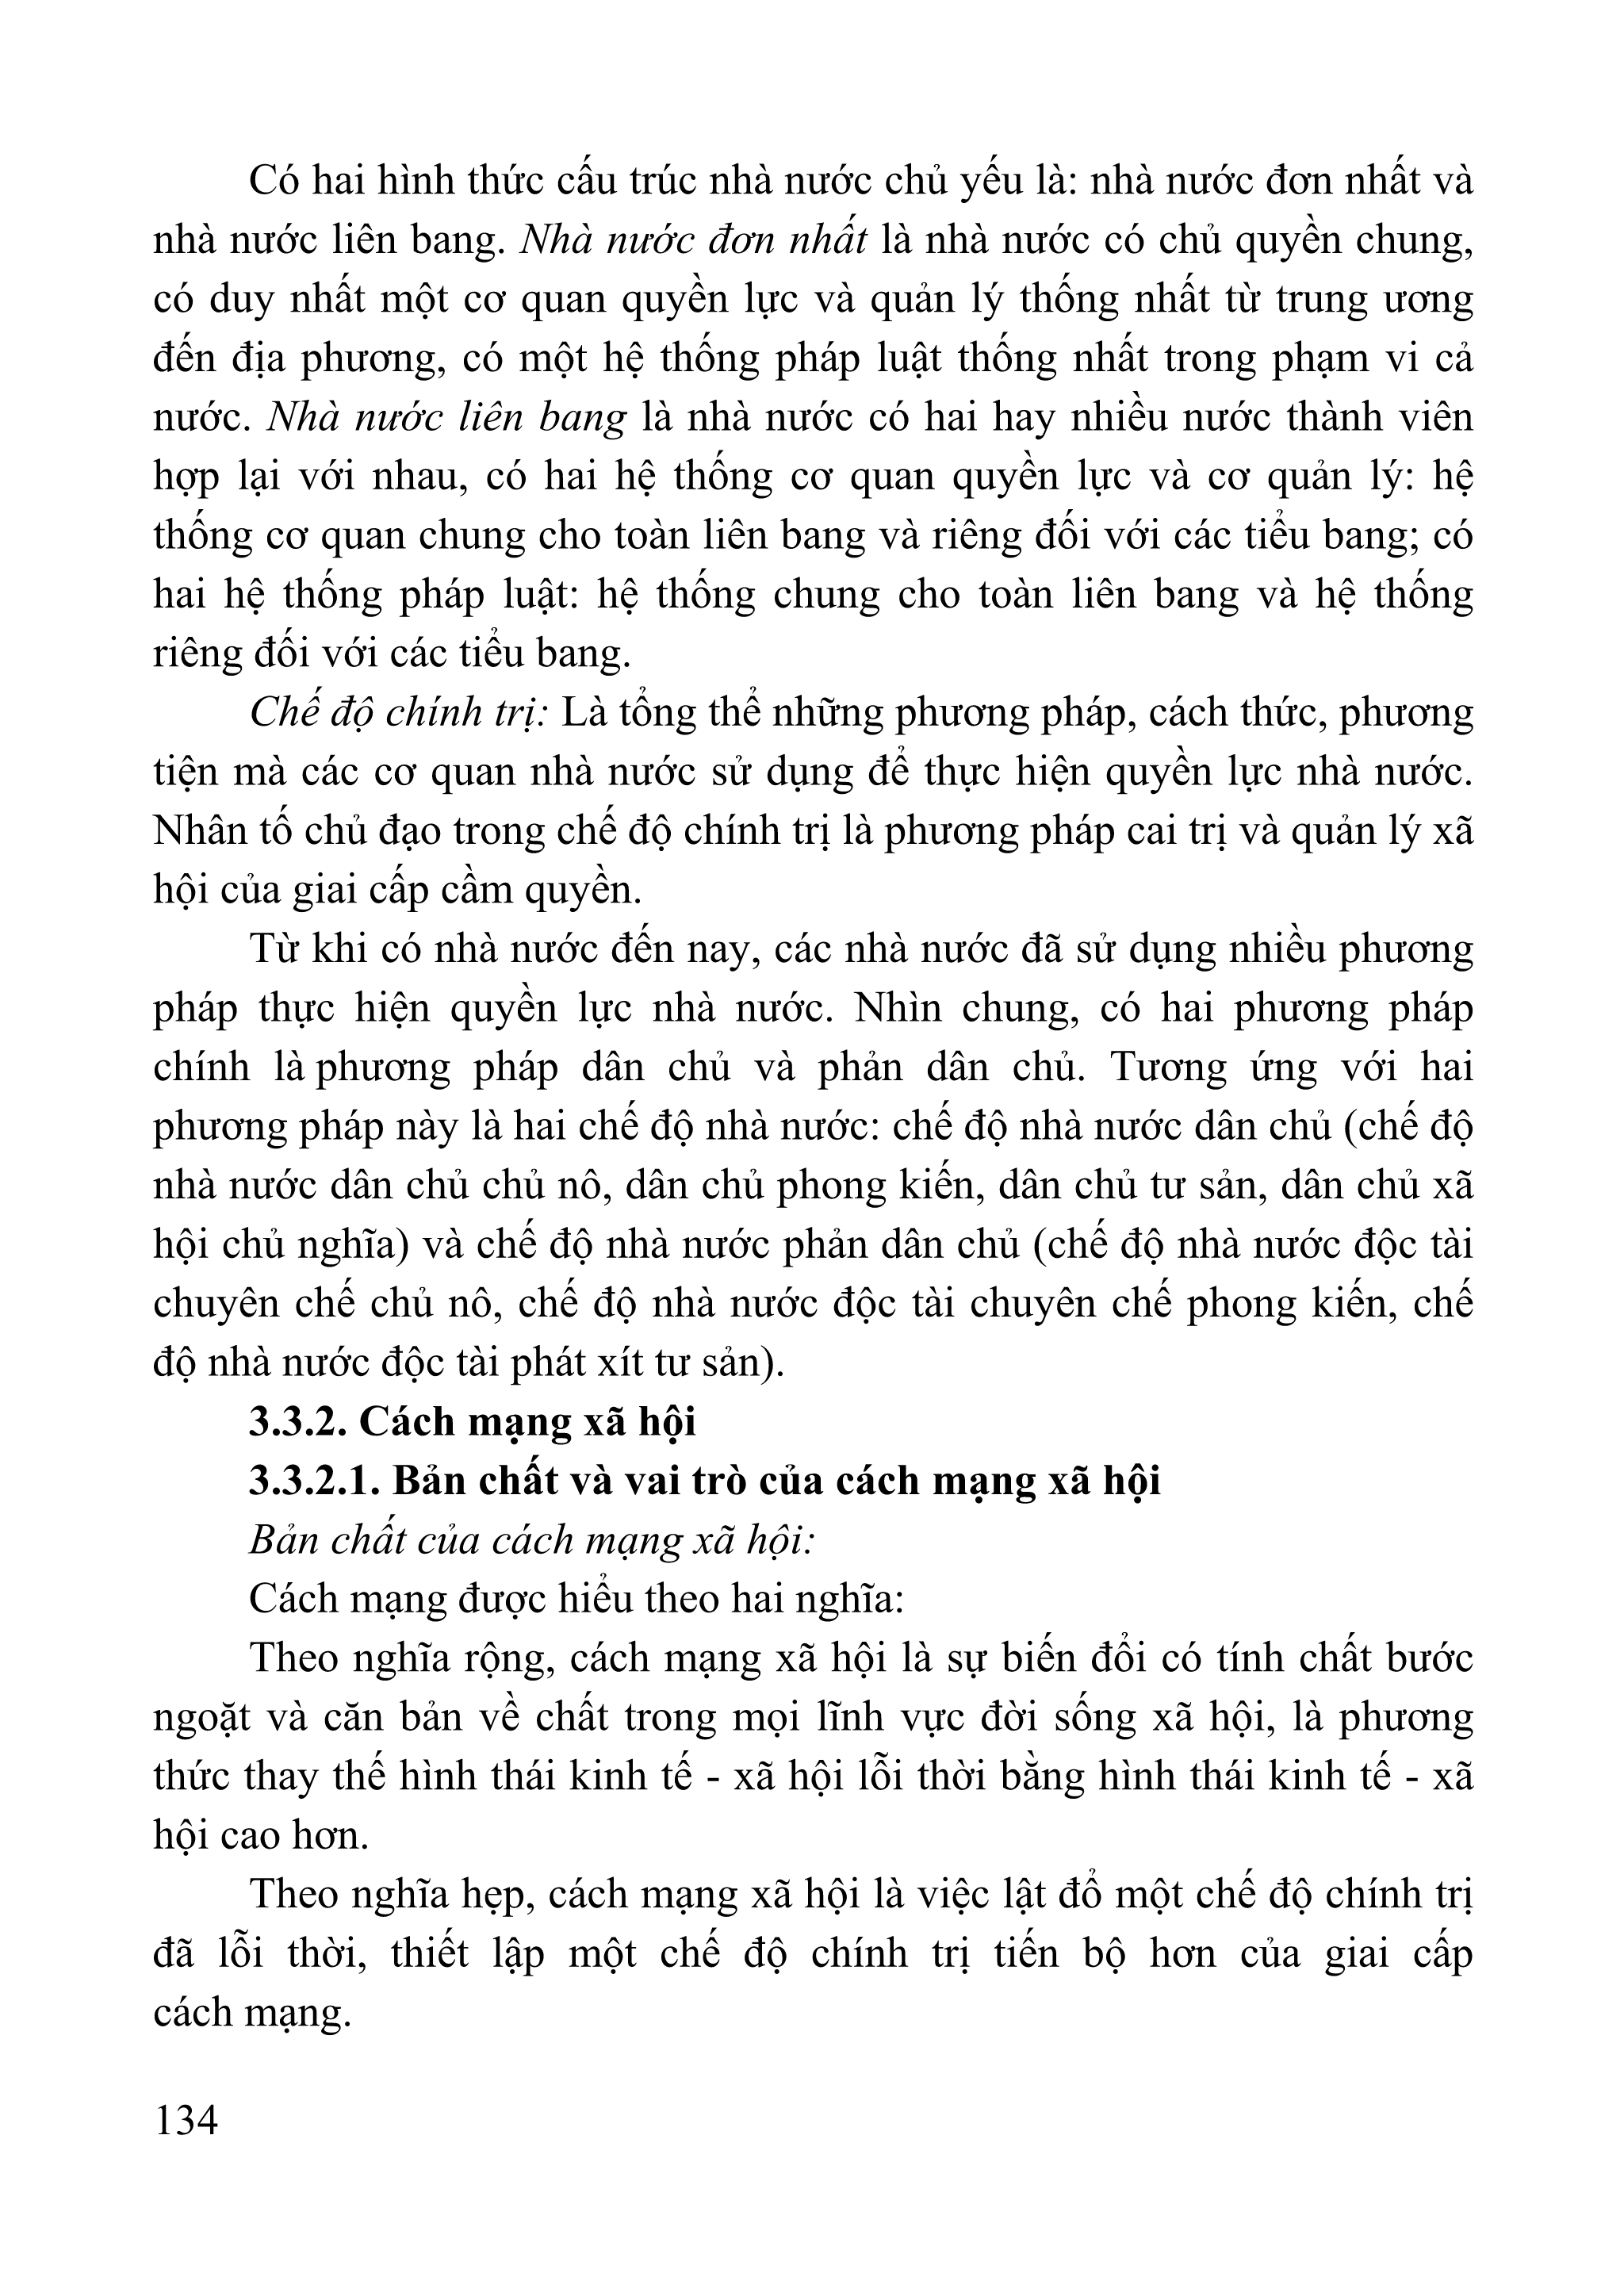 Có hai hình thức cấu trúc nhà nước chủ yếu là: nhà nước đơn nhất và
nhà nước liên bang. Nhà nước đơn nhất là nhà nước có chủ quyền chung,
có duy nhất một cơ quan quyền lực và quản lý thống nhất từ trung ương
đến địa phương, có một hệ thống pháp luật thống nhất trong phạm vi cả
nước. Nhà nước liên bang là nhà nước có hai hay nhiều nước thành viên
hợp lại với nhau, có hai hệ thống cơ quan quyền lực và cơ quản lý: hệ
thống cơ quan chung cho toàn liên bang và riêng đối với các tiểu bang; có
hai hệ thống pháp luật: hệ thống chung cho toàn liên bang và hệ thống
riêng đối với các tiểu bang.
Chế độ chính trị: Là tổng thể những phương pháp, cách thức, phương
tiện mà các cơ quan nhà nước sử dụng để thực hiện quyền lực nhà nước.
Nhân tố chủ đạo trong chế độ chính trị là phương pháp cai trị và quản lý xã
hội của giai cấp cầm quyền.
Từ khi có nhà nước đến nay, các nhà nước đã sử dụng nhiều phương
pháp thực hiện quyền lực nhà nước. Nhìn chung, có hai phương pháp
chính là phương pháp dân chủ và phản dân chủ. Tương ứng với hai
phương pháp này là hai chế độ nhà nước: chế độ nhà nước dân chủ (chế độ
nhà nước dân chủ chủ nô, dân chủ phong kiến, dân chủ tư sản, dân chủ xã
hội chủ nghĩa) và chế độ nhà nước phản dân chủ (chế độ nhà nước độc tài
chuyên chế chủ nô, chế độ nhà nước độc tài chuyên chế phong kiến, chế
độ nhà nước độc tài phát xít tư sản).
3.3.2. Cách mạng xã hội
3.3.2.1. Bản chất và vai trò của cách mạng xã hội
Bản chất của cách mạng xã hội:
Cách mạng được hiểu theo hai nghĩa:
Theo nghĩa rộng, cách mạng xã hội là sự biến đổi có tính chất bước
ngoặt và căn bản về chất trong mọi lĩnh vực đời sống xã hội, là phương
thức thay thế hình thái kinh tế - xã hội lỗi thời bằng hình thái kinh tế - xã
hội cao hơn.
Theo nghĩa hẹp, cách mạng xã hội là việc lật đổ một chế độ chính trị
đã lỗi thời, thiết lập một chế độ chính trị tiến bộ hơn của giai cấp
cách mạng.
134